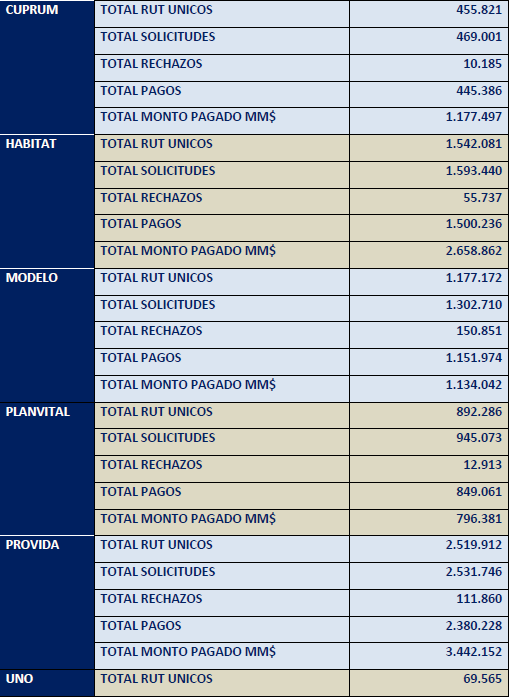 CUPRUM TOTAL RUT UNICOS 455.821
TOTAL SOLICITUDES 469.001
TOTAL RECHAZOS 10.185
TOTAL PAGOS 445.386
TOTAL MONTO PAGADO MM$ 1.177.497
HABITAT TOTAL RUT UNICOS 1.542.081
TOTAL SOLICITUDES 1.593.440
TOTAL RECHAZOS 55.737
TOTAL PAGOS 1.500.236
TOTAL MONTO PAGADO MM$ 2.658.862
MODELO TOTAL RUT UNICOS 1.177.172
TOTAL SOLICITUDES 1.302.710
TOTAL RECHAZOS 150.851
TOTAL PAGOS 1.151.974
TOTAL MONTO PAGADO MM$ 1.134.042
PLANVITAL TOTAL RUT UNICOS 892.286
TOTAL SOLICITUDES 945.073
TOTAL RECHAZOS 12.913
TOTAL PAGOS 849.061
TOTAL MONTO PAGADO MM$ 796.381
PROVIDA TOTAL RUT UNICOS 2.519.912
TOTAL SOLICITUDES 2.531.746
TOTAL RECHAZOS 111.860
TOTAL PAGOS 2.380.228
TOTAL MONTO PAGADO MM$ 3.442.152
UNO TOTAL RUT UNICOS 69.565